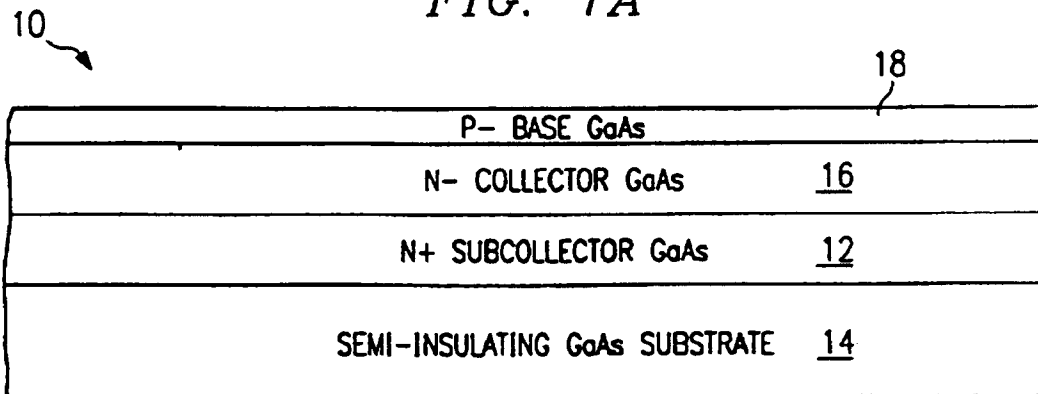 FIG. 1A
10
18
P- BASE GaAs
N- COLLECTOR GaAs 16
N+ SUBCOLLECTOR GaAs 12
SEMI-INSULATING GaAs SUBSTRATE 14